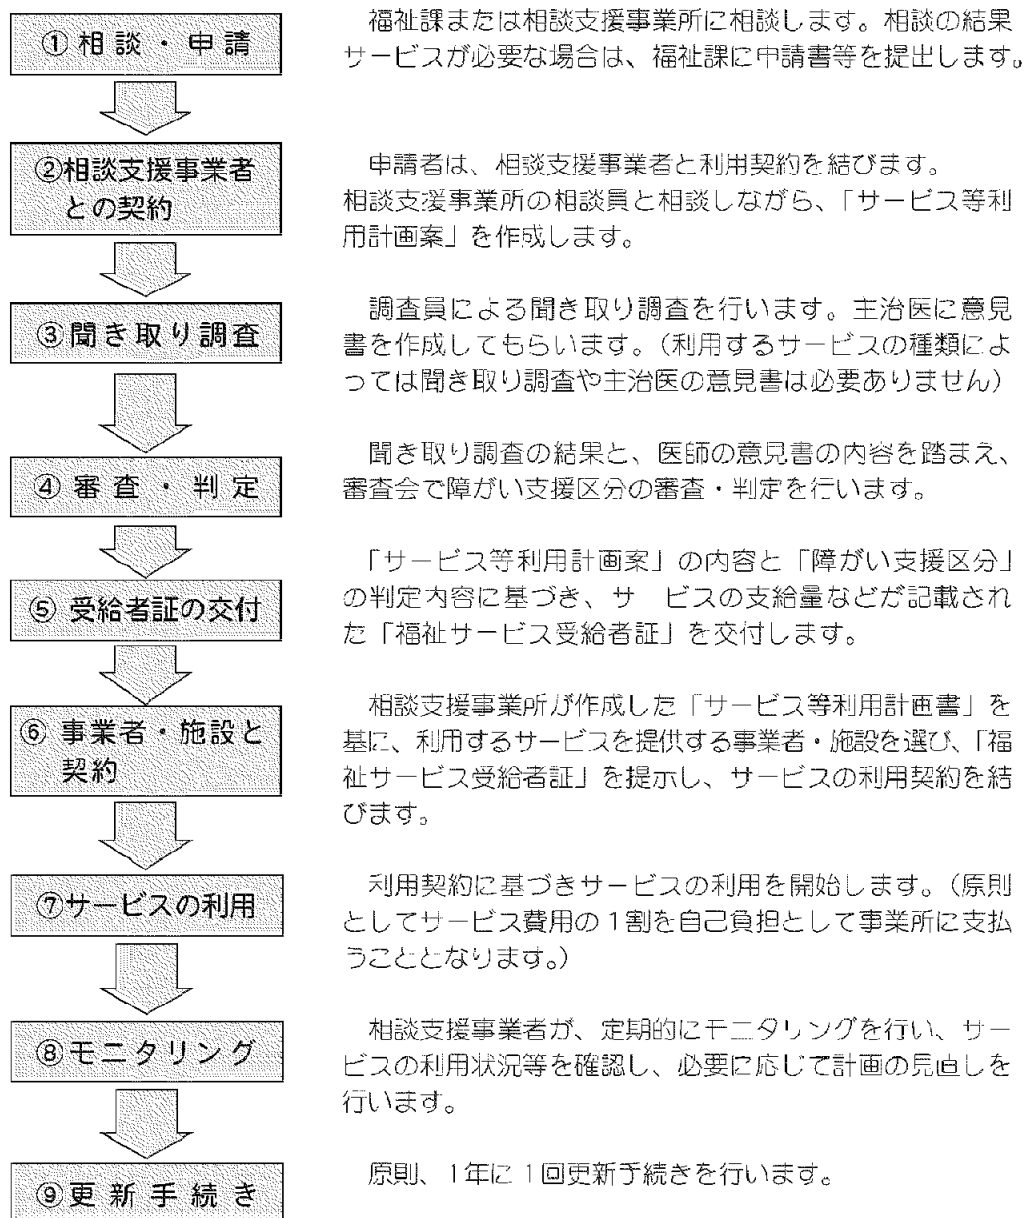 ①相談・申請
福祉課または相談支援事業所に相談します。相談の結果
サービスが必要な場合は、福祉課に申請書等を提出します。
②相談支援事業者
との契約
申請者は、相談支援事業者と利用契約を結びます。
相談支援事業所の相談員と相談しながら、「サービス等利
用計画案」を作成します。
③聞き取り調査
調査員による聞き取り調査を行います。主治医に意見
書を作成してもらいます。（利用するサービスの種類によ
っては聞き取り調査や主治医の意見書は必要ありません）
④審査・判定
聞き取り調査の結果と、医師の意見書の内容を踏まえ、
審査会で障がい支援区分の審査・判定を行います。
⑤ 受給者証の交付
「サービス等利用計画案」の内容と「障がい支援区分」
の判定内容に基づき、サービスの支給量などが記載され
た「福祉サービス受給者証」を交付します。
⑥ 事業者・施設と
契約
相談支援事業所が作成した「サービス等利用計画書」を
基に、利用するサービスを提供する事業者・施設を選び、「福
祉サービス受給者証」を提示し、サービスの利用契約を結
びます。
⑦サービスの利用
利用契約に基づきサービスの利用を開始します。（原則
としてサービス費用の１割を自己負担として事業所に支払
うこととなります。）
⑧モニタリング
相談支援事業者が、定期的にモニタリングを行い、サー
ビスの利用状況等を確認し、必要に応じて計画の見直しを
行います。
⑨更新手続き
原則、１年に１回更新手続きを行います。